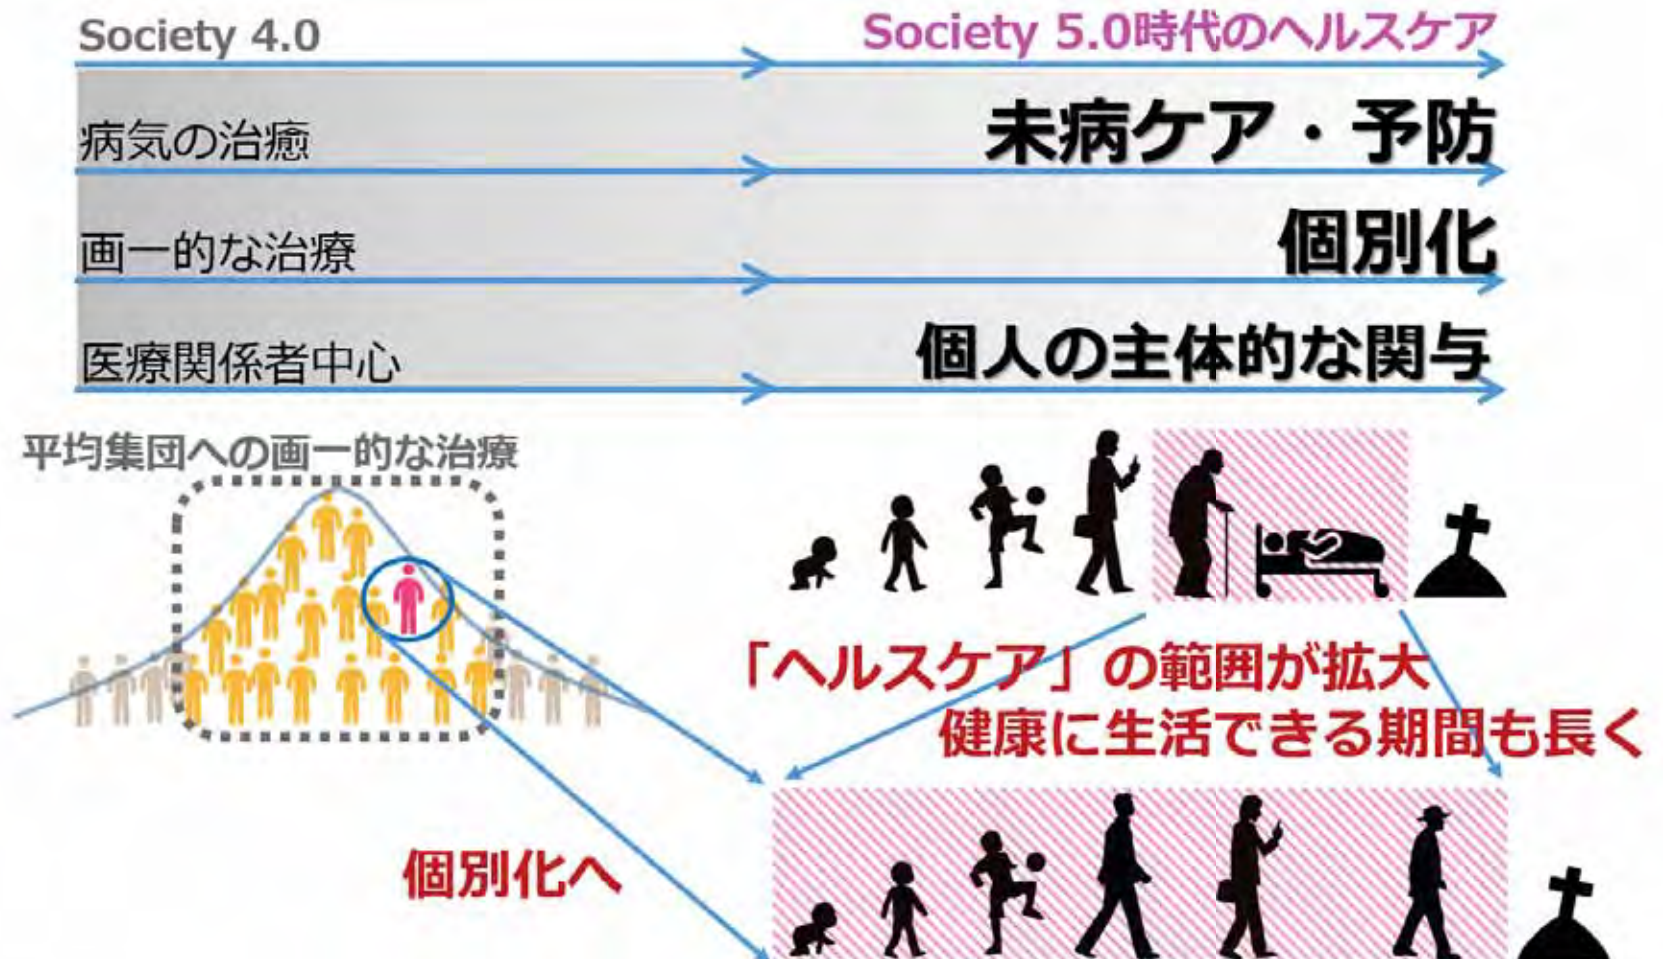 Society 4.0
Society 5.0時代のヘルスケア
病気の治癒
未病ケア・予防
画一的な治療
個別化
医療関係者中心
個人の主体的な関与
平均集団への画一的な治療
「ヘルスケア」の範囲が拡大
健康に生活できる期間も長く
個別化へ